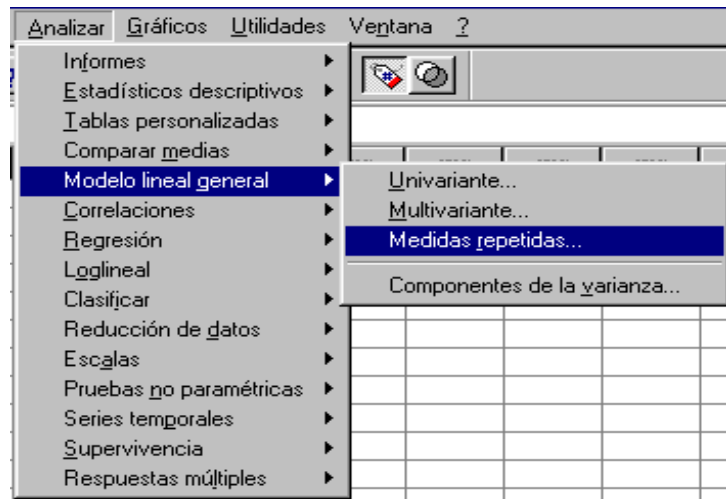 Analizar Gráficos Utilidades Ventana ?
Informes
Estadísticos descriptivos
Tablas personalizadas
Comparar medias
Modelo lineal general
Correlaciones
Regresión
Loglineal
Clasificar
Reducción de datos
Escalas
Pruebas no paramétricas
Series temporales
Supervivencia
Respuestas múltiples
Univariante...
Multivariante...
Medidas repetidas...
Componentes de la varianza...